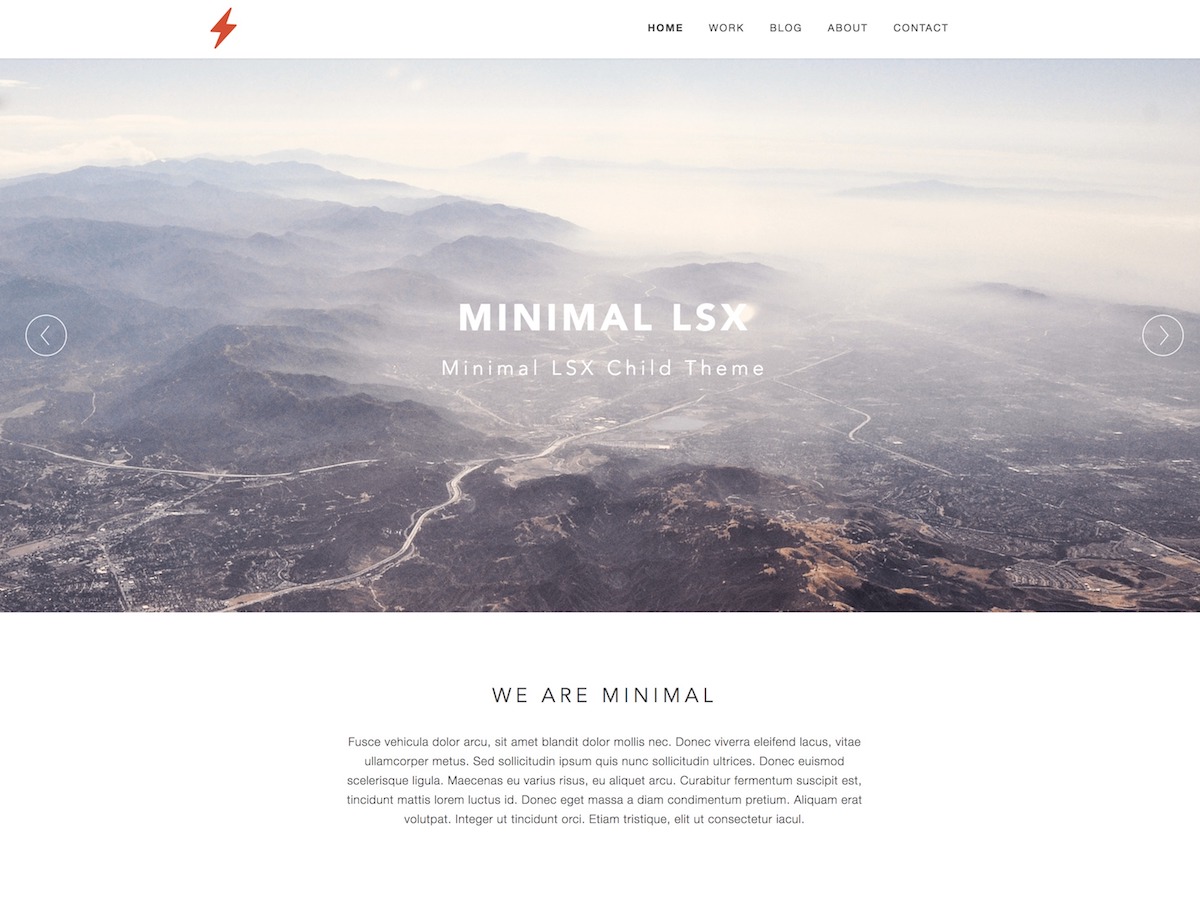 HOME WORK BLOG ABOUT CONTACT
MINIMAL LSX
Minimal LSX Child Theme
WE ARE MINIMAL
Fusce vehicula dolor arcu, sit amet blandit dolor mollis nec. Donec viverra eleifend lacus, vitae
ullamcorper metus. Sed sollicitudin ipsum quis nunc sollicitudin ultrices. Donec euismod
scelerisque ligula. Maecenas eu varius risus, eu aliquet arcu. Curabitur fermentum suscipit est,
tincidunt mattis lorem luctus id. Donec eget massa a diam condimentum pretium. Aliquam erat
volutpat. Integer ut tincidunt orci. Etiam tristique, elit ut consectetur iacul.